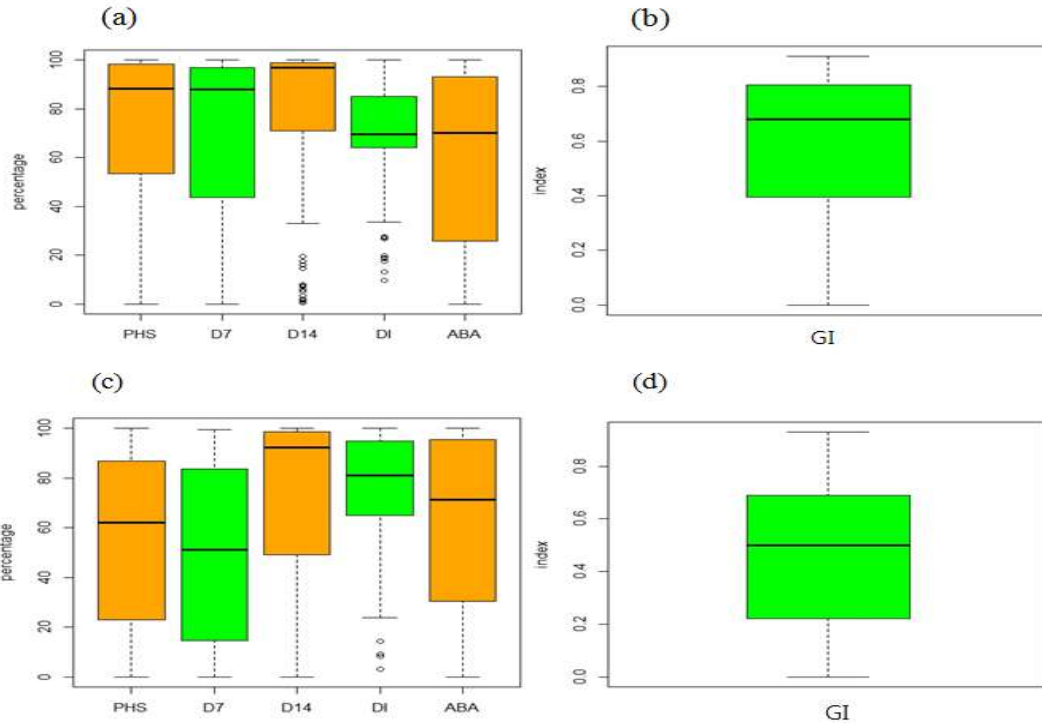 (a)
percentage
0 20 40 60 80 100
PHS D7 D14 DI ABA
(b)
index
0.0 0.2 0.4 0.6 0.8
GI
(c)
percentage
0 20 40 60 80 100
PHS D7 D14 DI ABA
(d)
index
0.0 0.2 0.4 0.6 0.8
GI